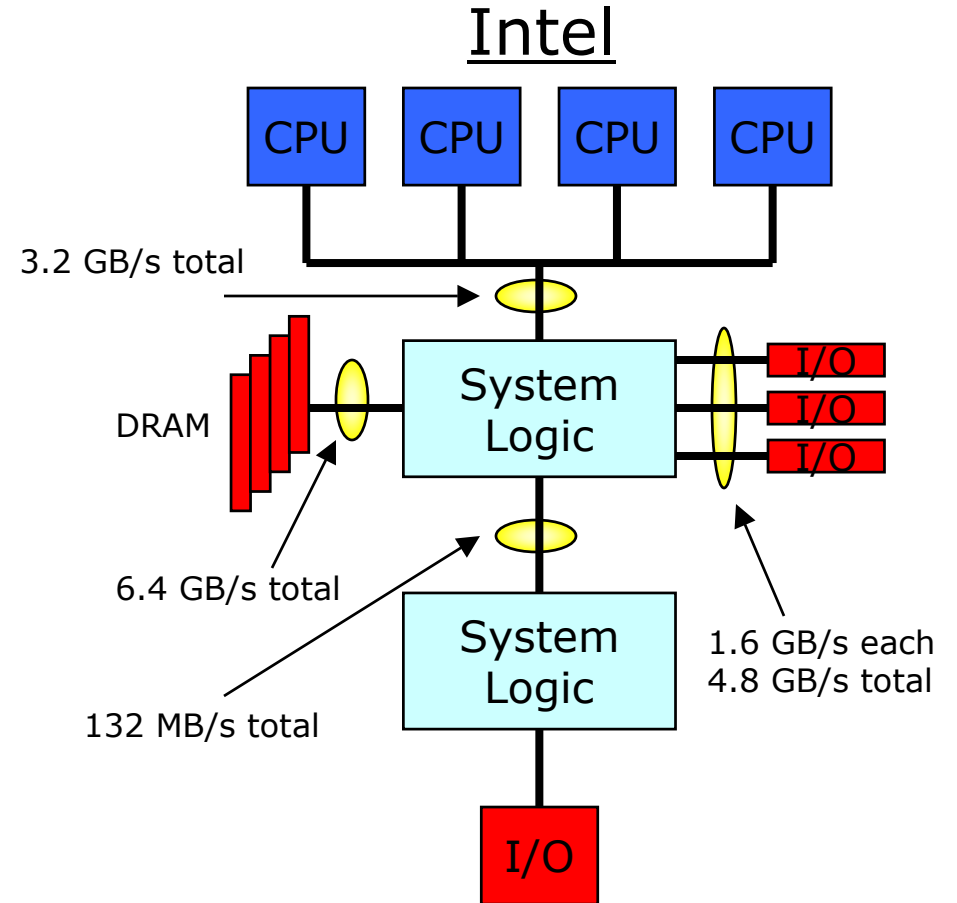 Intel
CPU CPU CPU CPU
3.2 GB/s total
System
Logic
I/O
I/O
I/O
DRAM
6.4 GB/s total
System
Logic
1.6 GB/s each
4.8 GB/s total
132 MB/s total
I/O